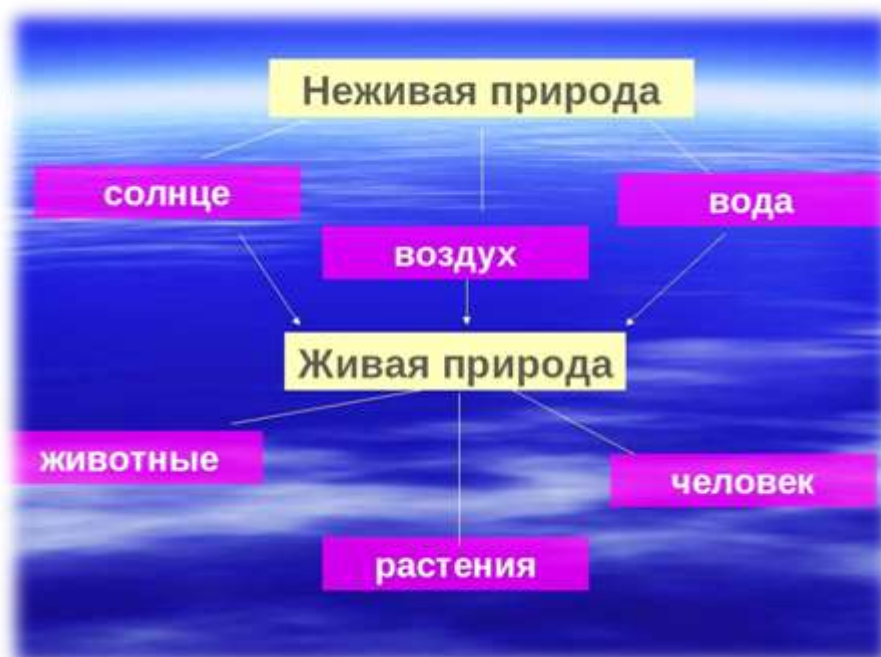 Неживая природа
солнце
вода
воздух
Живая природа
животные
человек
растения